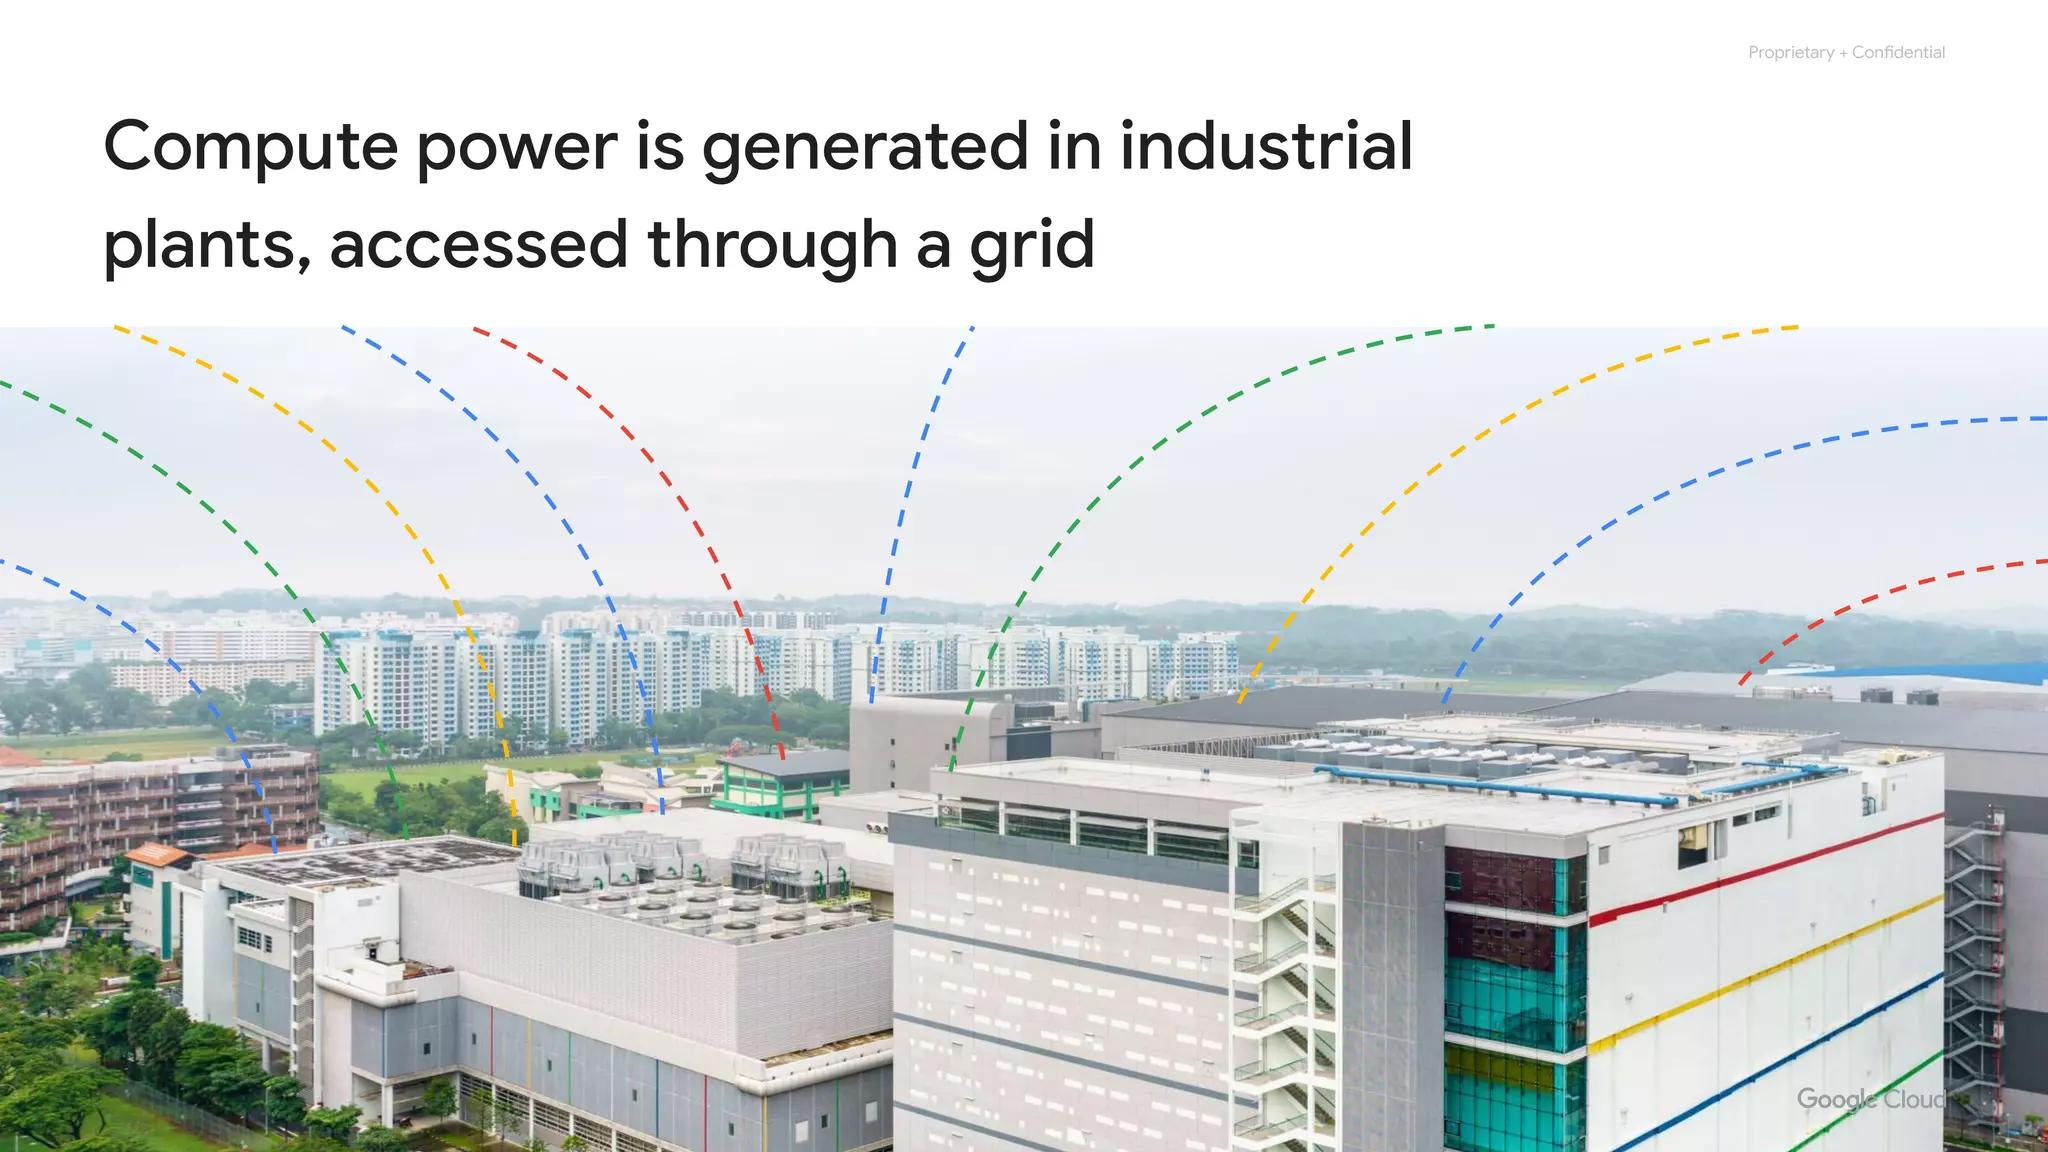 Proprietary + Confidential
Compute power is generated in industrial
plants, accessed through a grid
Google Cloud